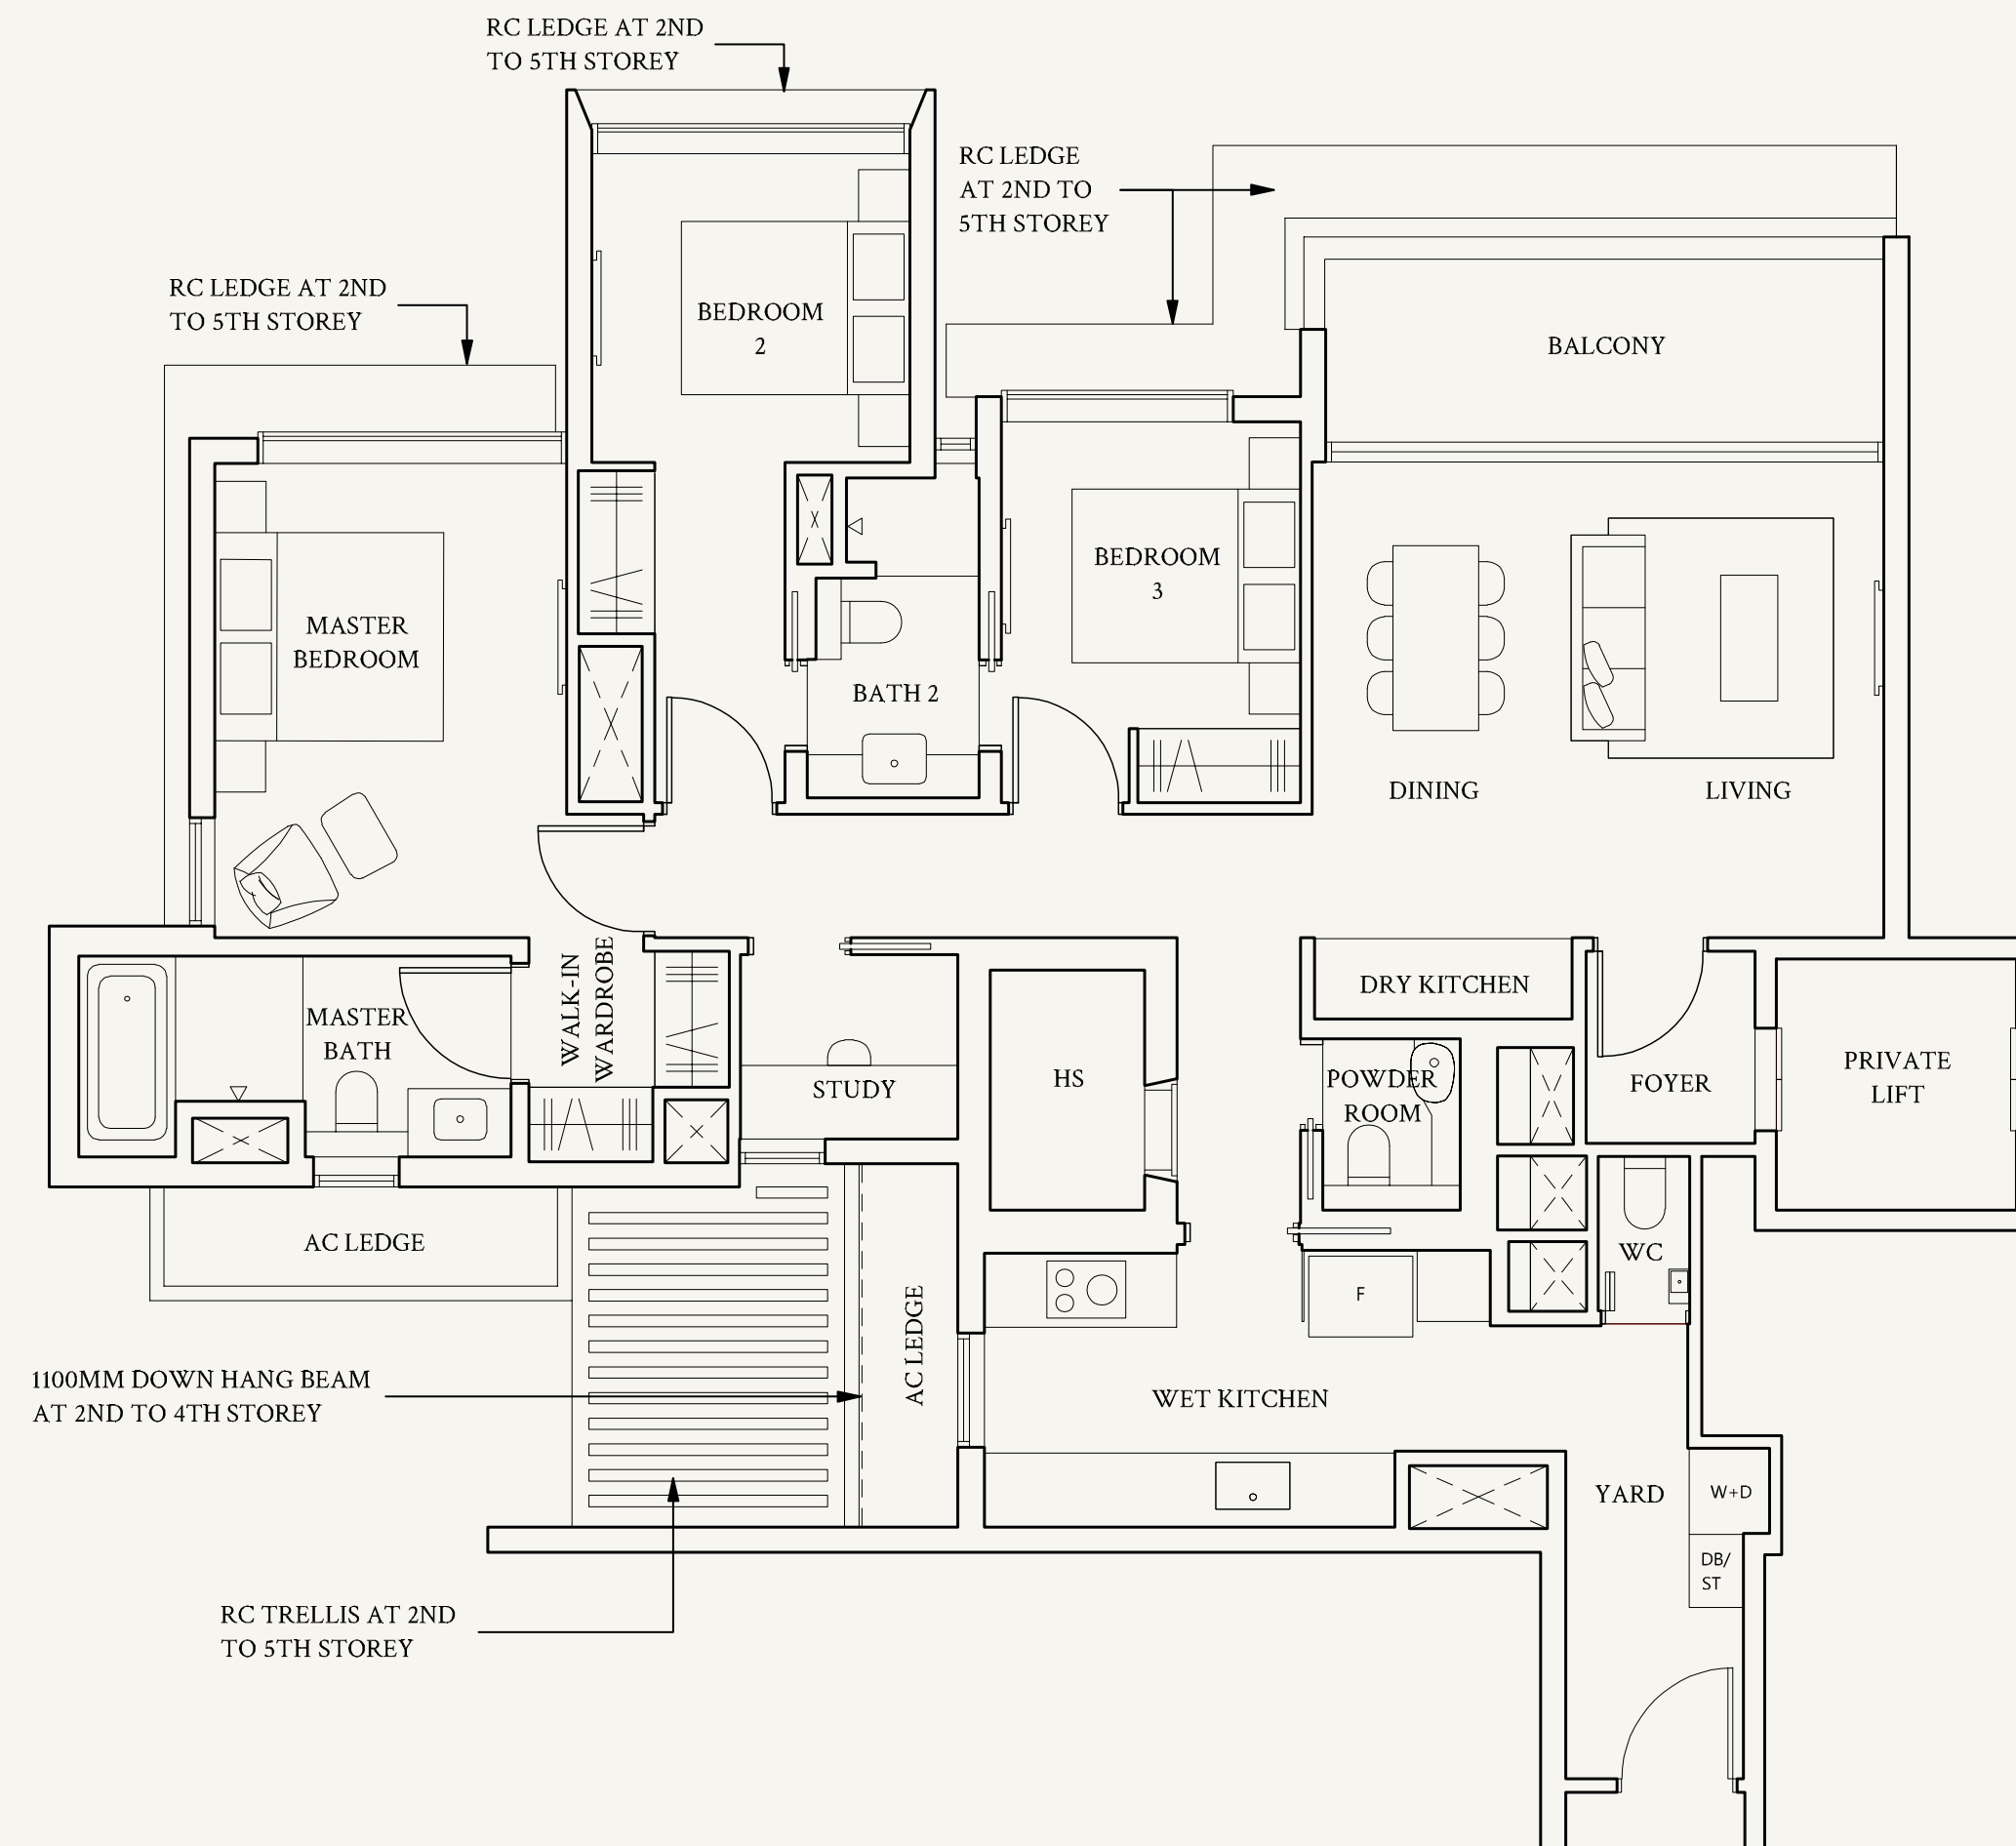 RC LEDGE AT 2ND
TO 5TH STOREY
RC LEDGE
AT 2ND TO
5TH STOREY
RC LEDGE AT 2ND
TO 5TH STOREY
BEDROOM
2
BALCONY
BEDROOM
3
MASTER
BEDROOM
BATH 2
DINING
LIVING
WALK-IN
WARDROBE
DRY KITCHEN
MASTER
BATH
STUDY
HS
POWDER
ROOM
FOYER
PRIVATE
LIFT
AC LEDGE
WC
F
AC LEDGE
1100MM DOWN HANG BEAM
AT 2ND TO 4TH STOREY
WET KITCHEN
YARD
W+D
DB/
ST
RC TRELLIS AT 2ND
TO 5TH STOREY